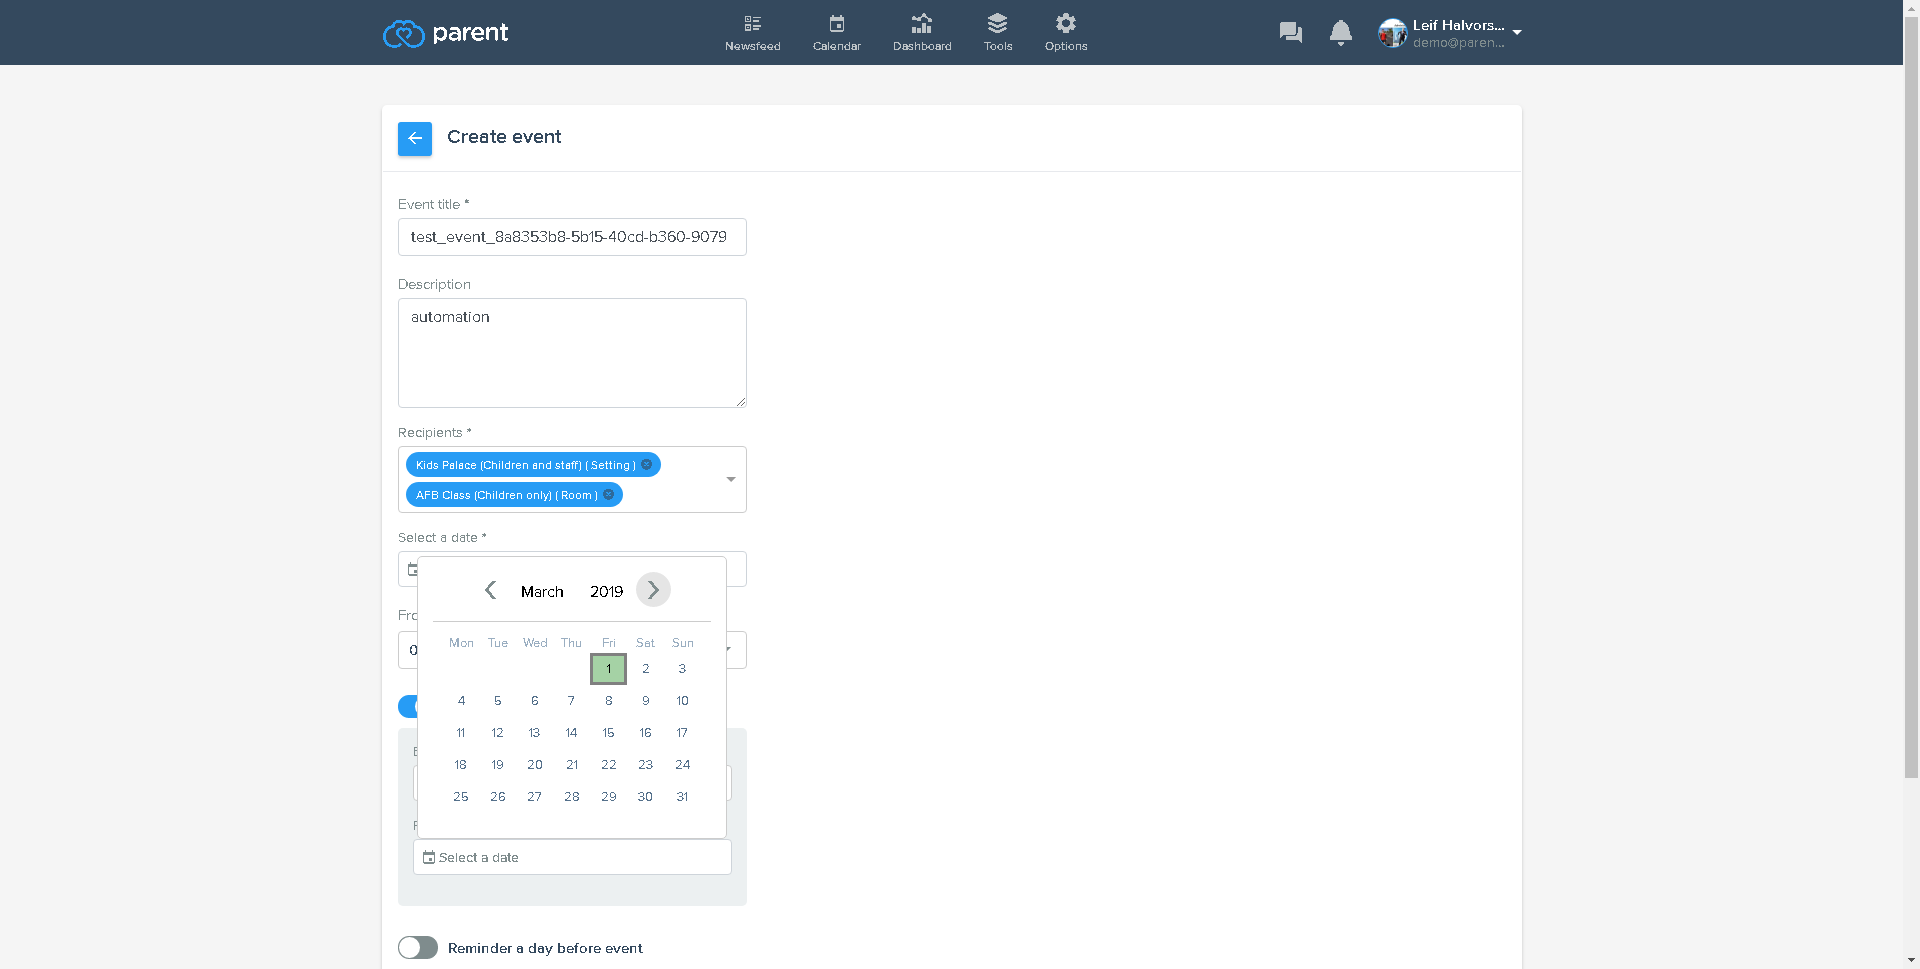 parent
Newsfeed
Calendar
Dashboard
Tools
Options
Leif Halvors...
demo@paren...
Create event
Event title *
test_event_8a8353b8-5b15-40cd-b360-9079
Description
automation
Recipients *
Kids Palace (Children and staff) ( Setting )
AFB Class (Children only) ( Room )
Select a date *
March 2019
Mon Tue Wed Thu Fri Sat Sun
1 2 3
4 5 6 7 8 9 10
11 12 13 14 15 16 17
18 19 20 21 22 23 24
25 26 27 28 29 30 31
Select a date
Reminder a day before event